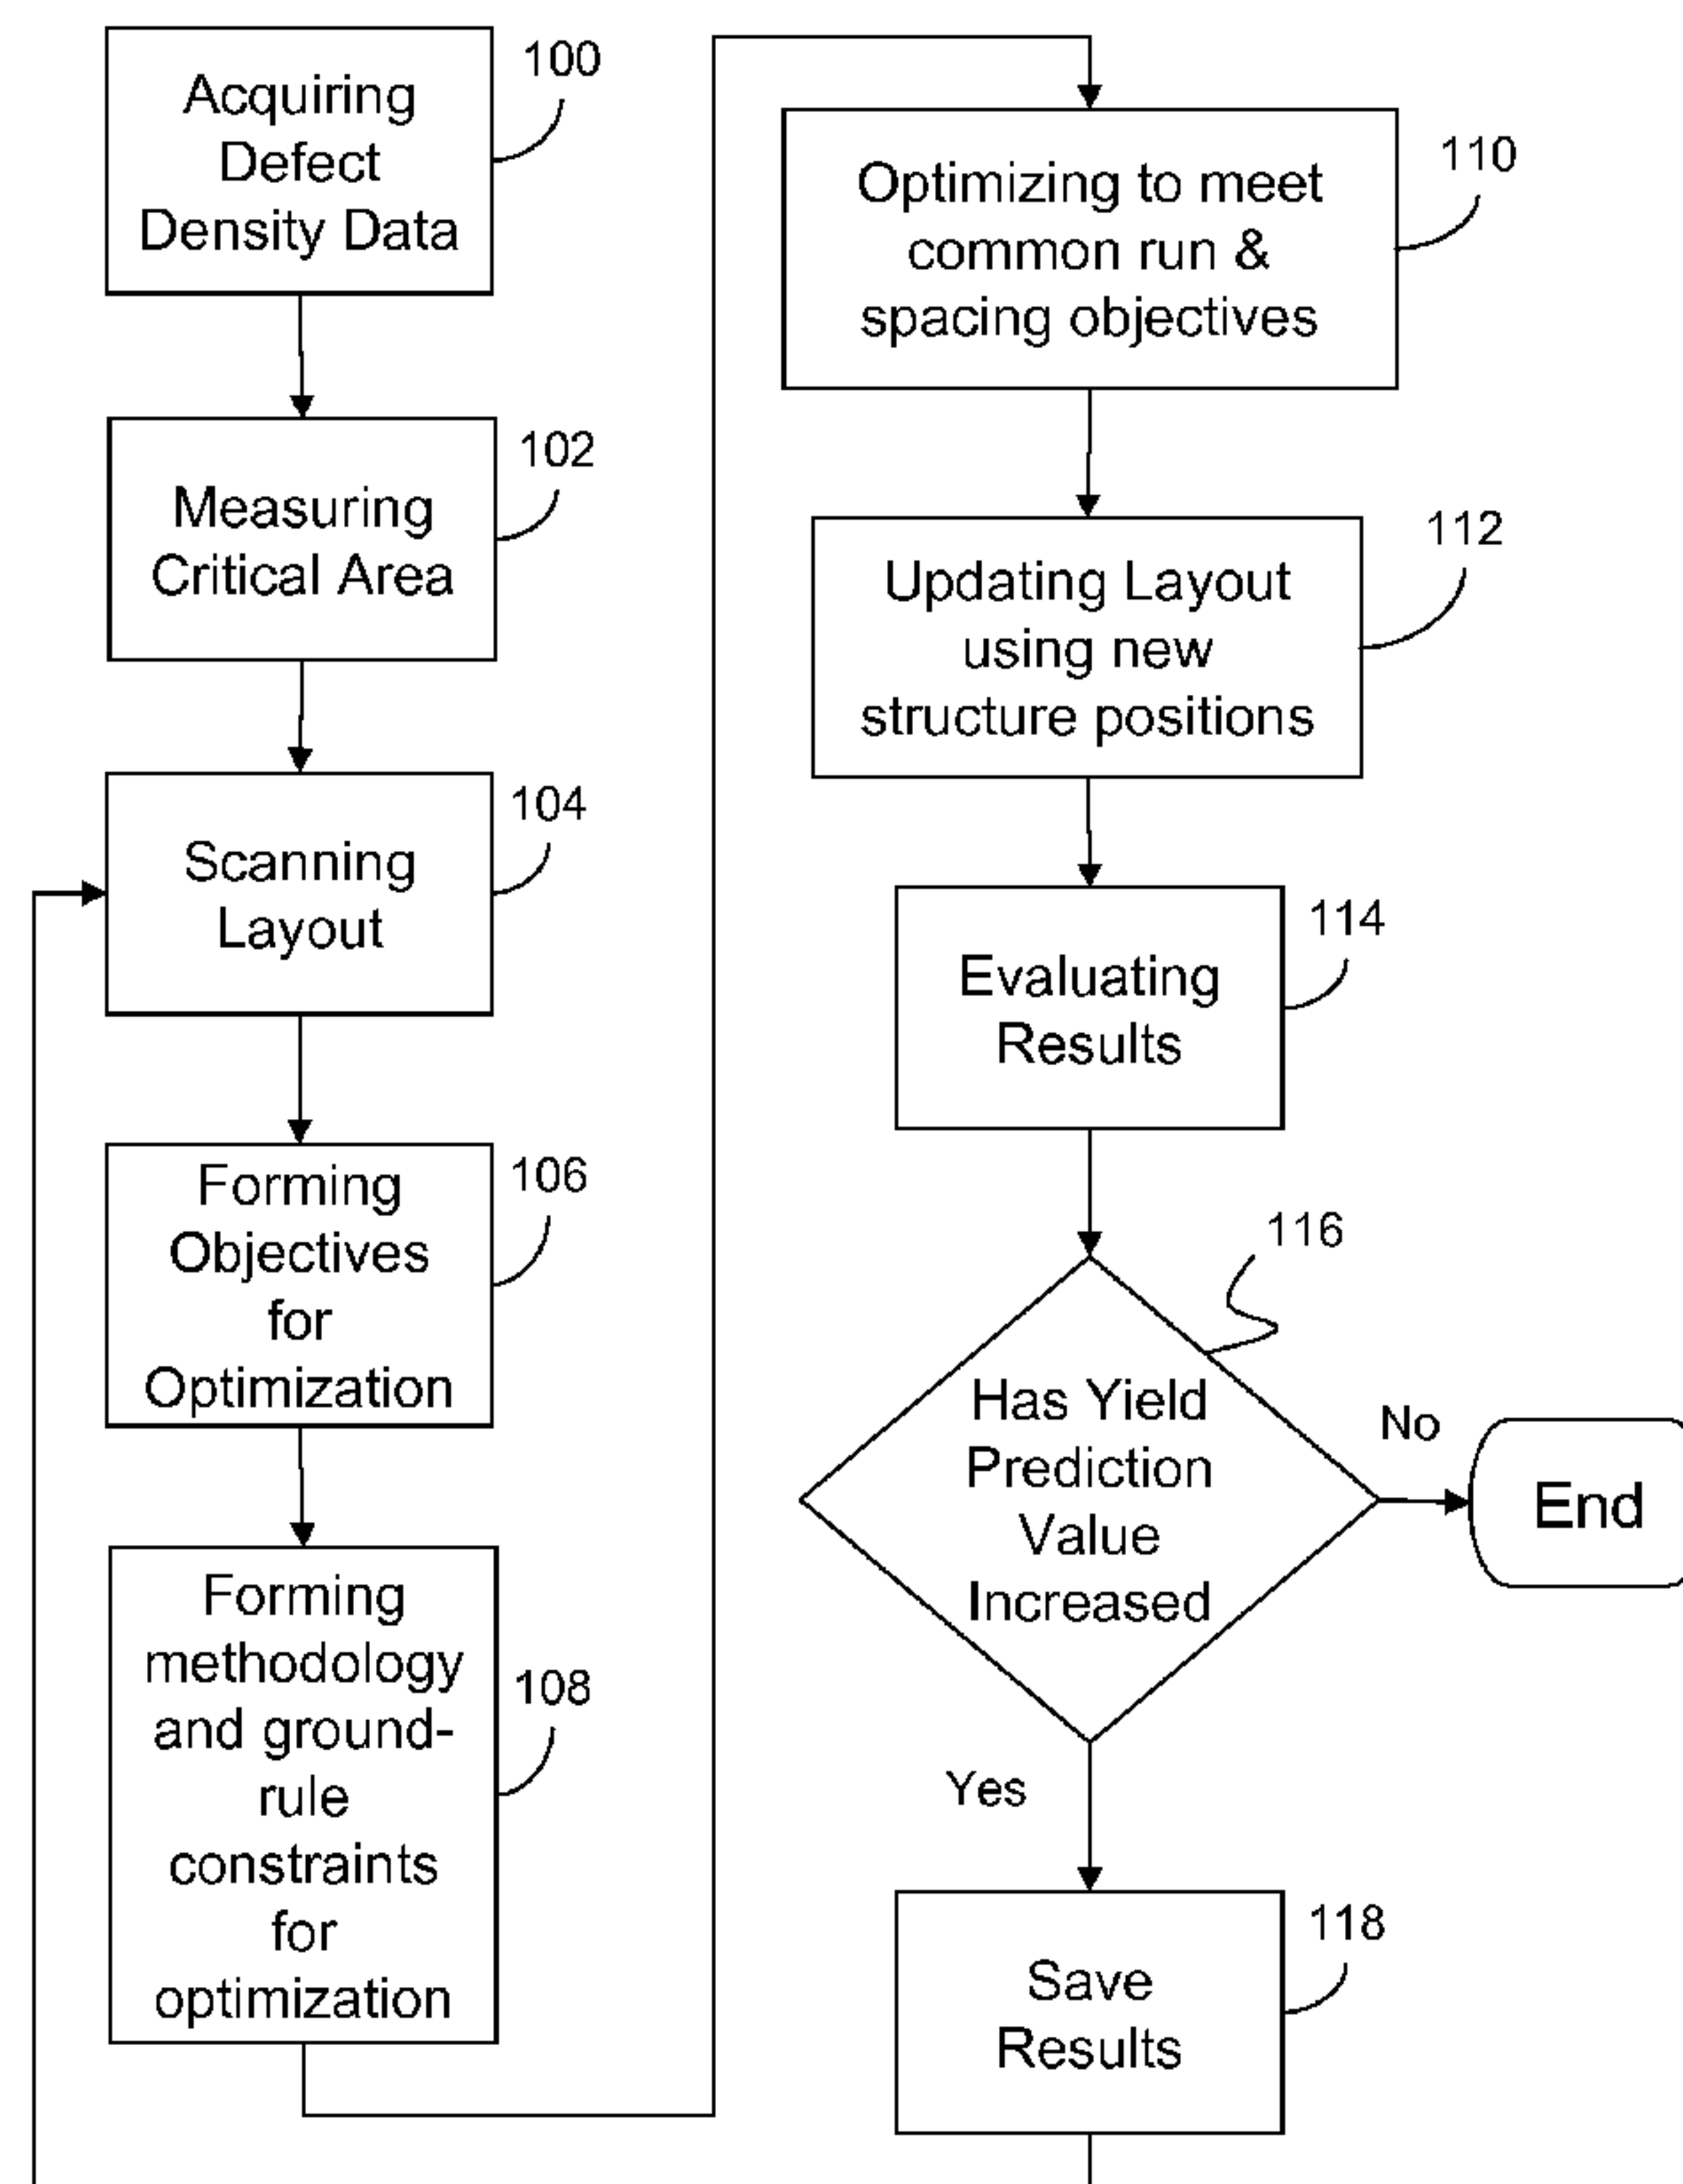 Acquiring
Defect
Density Data
100
Measuring
Critical Area
102
Scanning
Layout
104
Forming
Objectives
for
Optimization
106
Forming
methodology
and ground-
rule
constraints
for
optimization
108
Optimizing to meet
common run &
spacing objectives
110
Updating Layout
using new
structure positions
112
Evaluating
Results
114
116
Has Yield
Prediction
Value
Increased
No
End
Yes
Save
Results
118